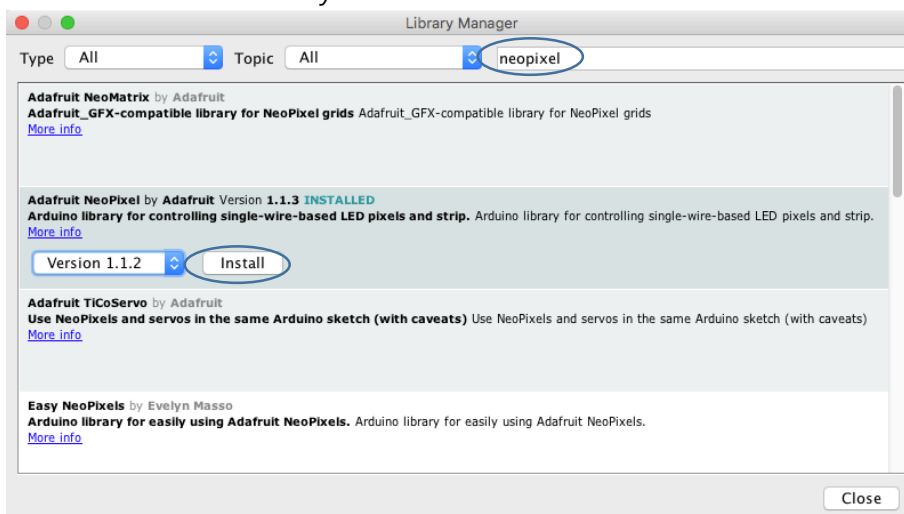 Library Manager
Type All Topic All neopixel
Adafruit NeoMatrix by Adafruit
Adafruit_GFX-compatible library for NeoPixel grids Adafruit_GFX-compatible library for NeoPixel grids
More info
Adafruit NeoPixel by Adafruit Version 1.1.3 INSTALLED
Arduino library for controlling single-wire-based LED pixels and strip. Arduino library for controlling single-wire-based LED pixels and strip.
More info
Version 1.1.2 Install
Adafruit TiCoServo by Adafruit
Use NeoPixels and servos in the same Arduino sketch (with caveats) Use NeoPixels and servos in the same Arduino sketch (with caveats)
More info
Easy NeoPixels by Evelyn Masso
Arduino library for easily using Adafruit NeoPixels. Arduino library for easily using Adafruit NeoPixels.
More info
Close